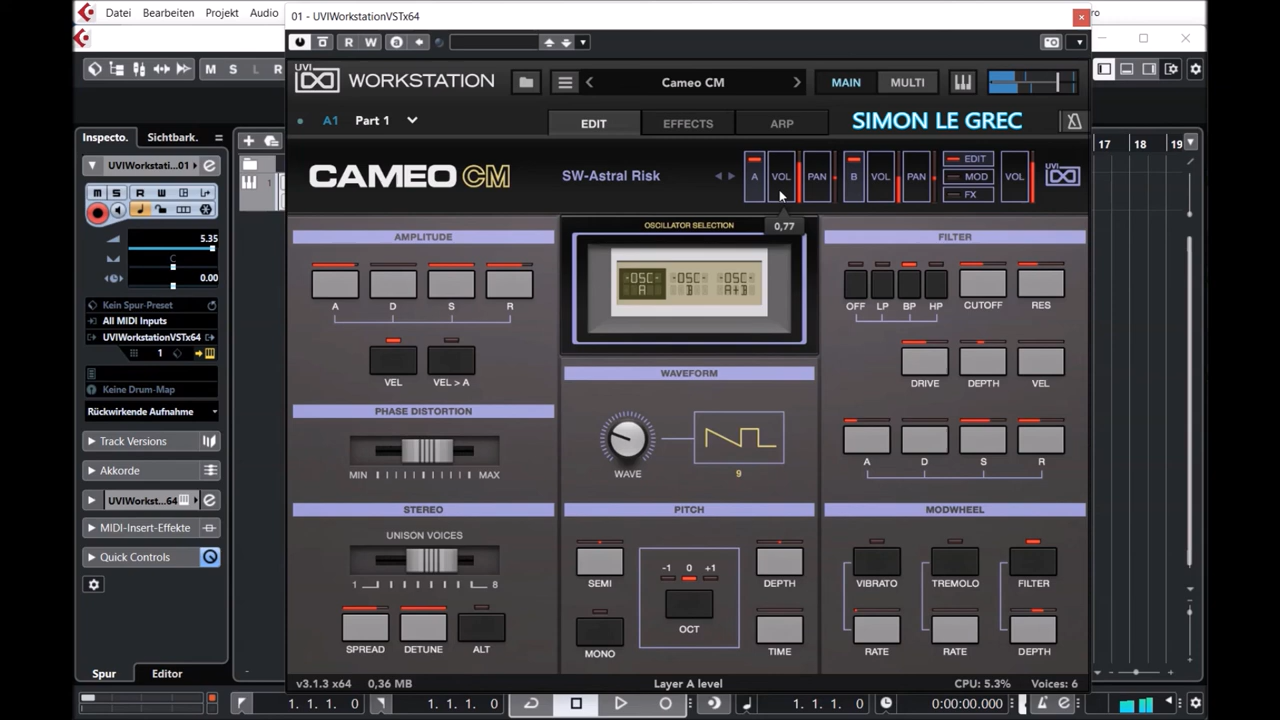 Datei Bearbeiten Projekt Audio
01 - UVIWorkstationVSTx64
R W
M S L
UVI WORKSTATION
Cameo CM
MAIN MULTI
A1 Part 1
EDIT EFFECTS ARP
SIMON LE GREC
Inspecto. Sichtbark.
17 18 19
UVIWorkstati...01
m S R W
5.35
C
0.00
Kein Spur-Preset
All MIDI Inputs
UVIWorkstationVSTx64
1
Keine Drum-Map
Rückwirkende Aufnahme
Track Versions
Akkorde
UVIWorkst...64
MIDI-Insert-Effekte
Quick Controls
Spur Editor
CAMEO CM
SW-Astral Risk
A VOL PAN B VOL PAN
EDIT
MOD
FX
VOL
UVI
0,77
AMPLITUDE
A D S R
VEL VEL > A
PHASE DISTORTION
MIN MAX
STEREO
UNISON VOICES
1 8
SPREAD DETUNE ALT
OSCILLATOR SELECTION
-OSC- -OSC- -OSC-
A B A+B
WAVEFORM
WAVE
9
PITCH
SEMI
-1 0 +1
DEPTH
MONO
OCT
TIME
FILTER
OFF LP BP HP CUTOFF RES
DRIVE DEPTH VEL
A D S R
MODWHEEL
VIBRATO TREMOLO FILTER
RATE RATE DEPTH
v3.1.3 x64 0,36 MB
Layer A level
CPU: 5.3% Voices: 6
1. 1. 1. 0 1. 1. 1. 0
1. 1. 1. 0
0:00:00.000